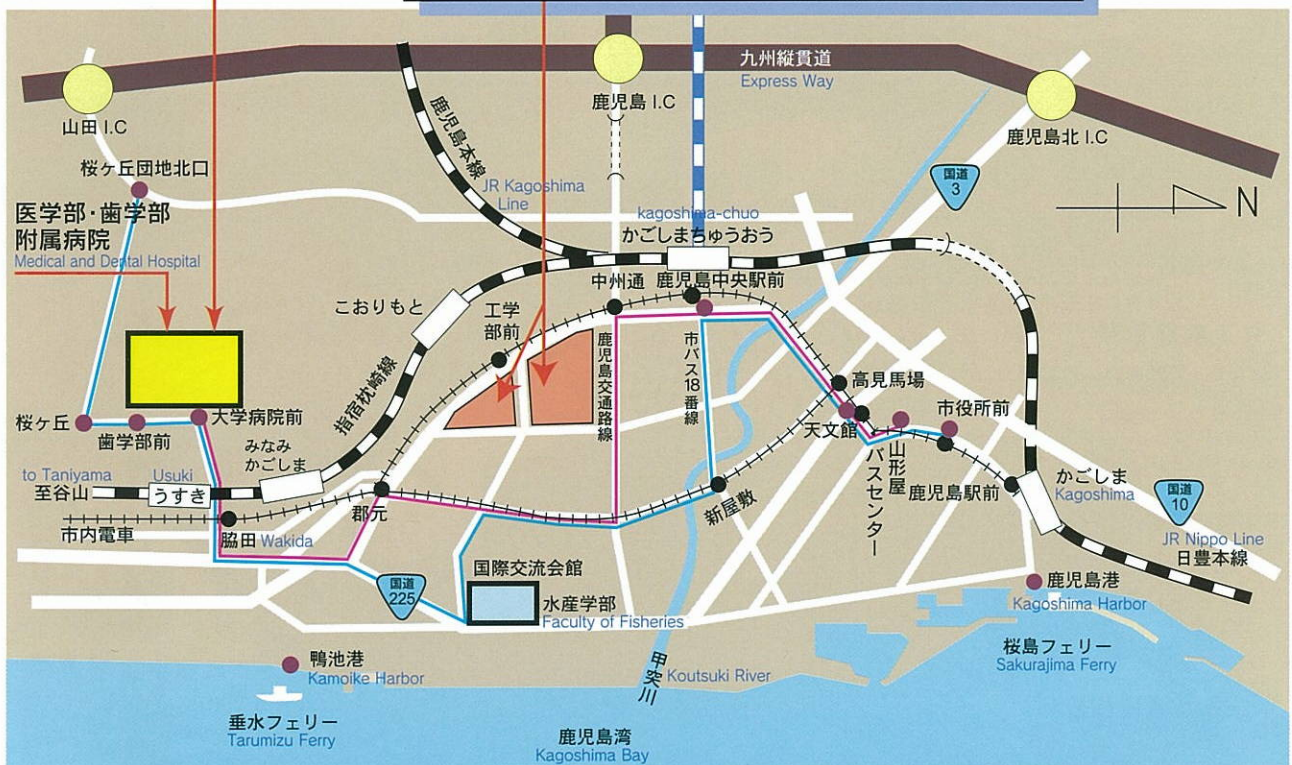 九州縦貫道
Express Way
山田 I.C
鹿児島 I.C
鹿児島北 I.C
桜ヶ丘団地北口
鹿児島本線
JR Kagoshima
Line
国道
3
N
医学部・歯学部
附属病院
Medical and Dental Hospital
kagoshima-chuo
かごしまちゅうおう
こおりもと
工学
部前
中州通
鹿児島中央駅前
指宿枕崎線
鹿児島交通路線
市バス18番線
高見馬場
天文館
市役所前
山形屋
バスセンター
桜ヶ丘
歯学部前
大学病院前
みなみ
かごしま
to Taniyama
至谷山
Usuki
うすき
郡元
新屋敷
鹿児島駅前
かごしま
Kagoshima
国道
10
JR Nippo Line
日豊本線
市内電車
脇田 Wakida
国道
225
国際交流会館
水産学部
Faculty of Fisheries
鹿児島港
Kagoshima Harbor
桜島フェリー
Sakurajima Ferry
鴨池港
Kamoike Harbor
甲突川
Koutsuki River
垂水フェリー
Tarumizu Ferry
鹿児島湾
Kagoshima Bay